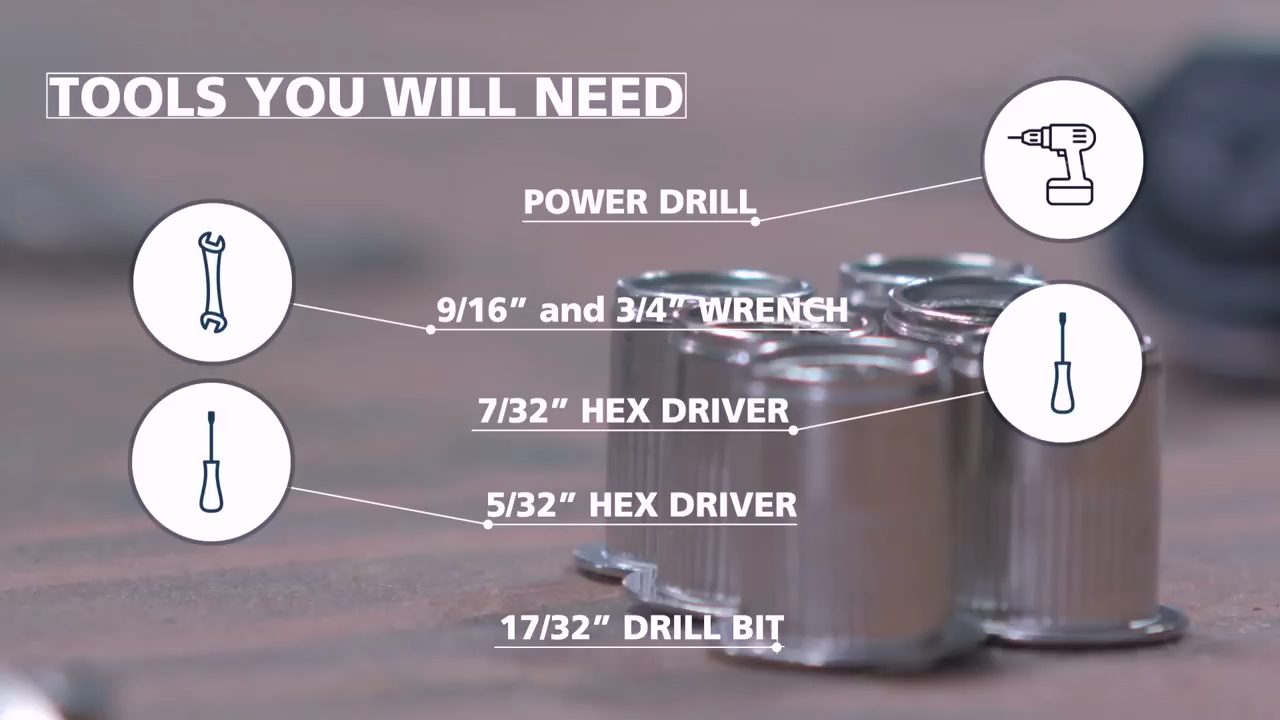 TOOLS YOU WILL NEED
POWER DRILL
9/16” and 3/4” WRENCH
7/32” HEX DRIVER
5/32” HEX DRIVER
17/32” DRILL BIT